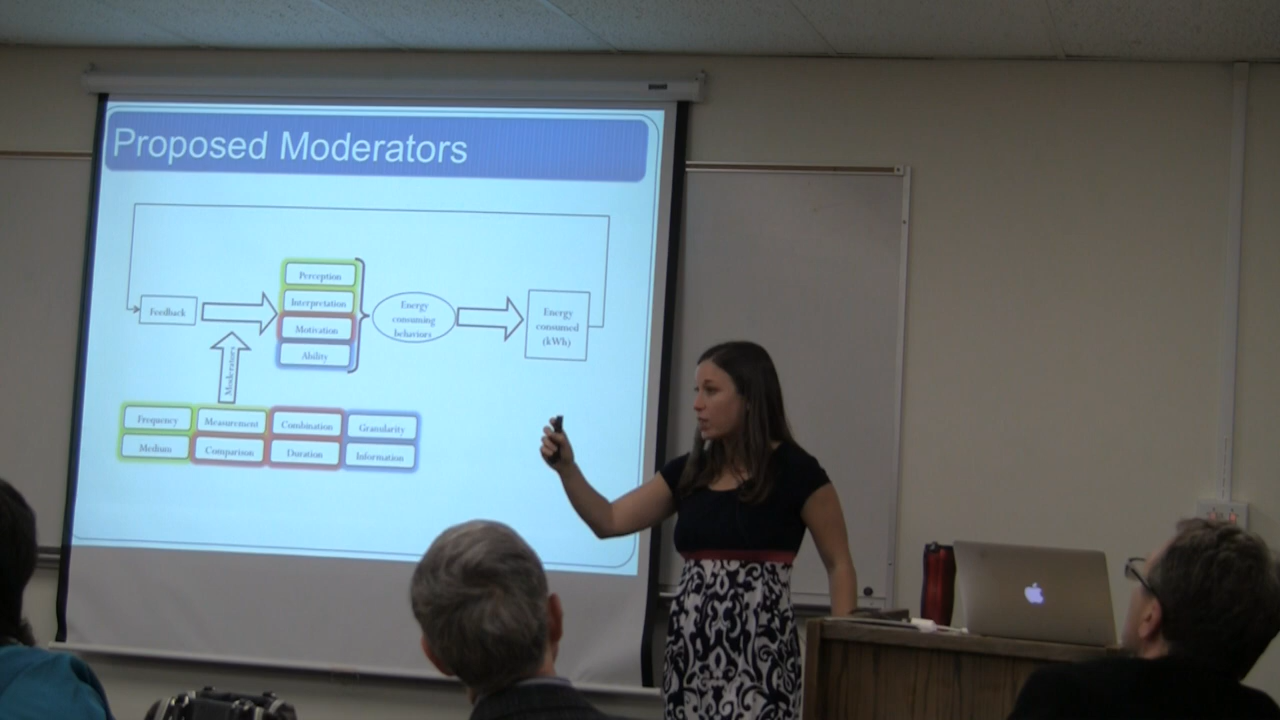 Proposed Moderators
Perception
Feedback
Interpretation
Motivation
Ability
Energy
consuming
behaviors
Energy
consumed
(kWh)
Moderators
Frequency
Measurement
Combination
Granularity
Medium
Comparison
Duration
Information